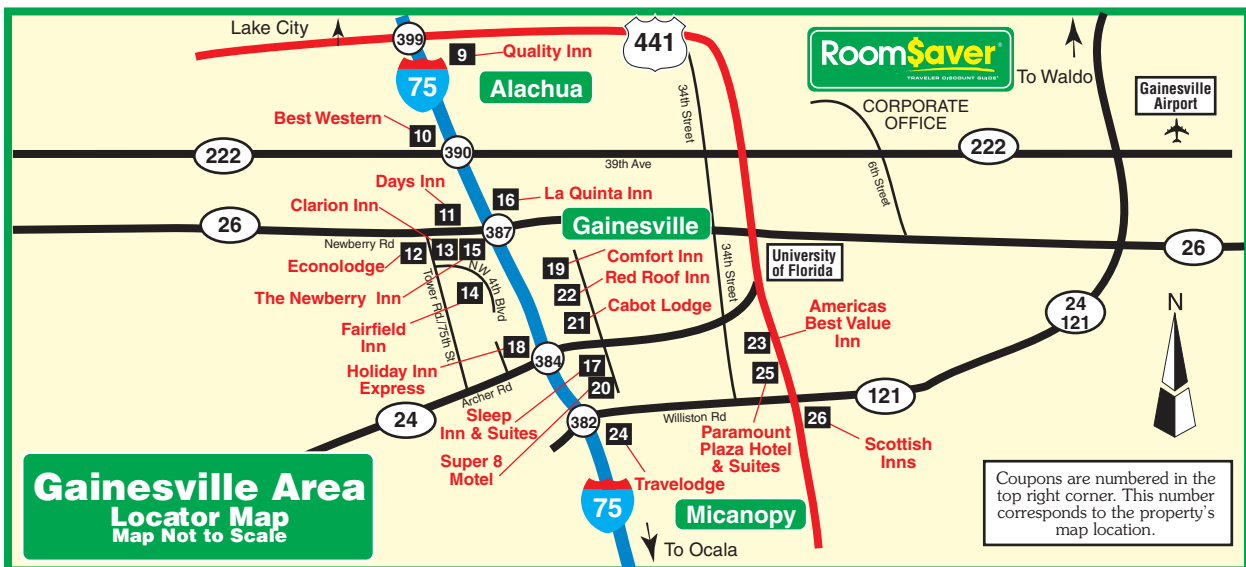 Lake City
399
9
Quality Inn
441
RoomSaver®
TRAVELER DISCOUNT GUIDE®
To Waldo
75
Alachua
34th Street
CORPORATE
OFFICE
Gainesville
Airport
Best Western
10
222
390
39th Ave
222
6th Street
Days Inn
11
16
La Quinta Inn
Clarion Inn
26
387
Gainesville
26
Newberry Rd
12
13
15
Econolodge
N.W. 4th Blvd
The Newberry Inn
14
Tower Rd./75th St
Fairfield
Inn
19
Comfort Inn
22
Red Roof Inn
21
Cabot Lodge
34th Street
University
of Florida
Americas
Best Value
Inn
23
24
121
N
18
384
Holiday Inn
Express
Archer Rd
17
20
25
24
Sleep
Inn & Suites
382
Williston Rd
121
26
Super 8
Motel
24
Travelodge
Paramount
Plaza Hotel
& Suites
Scottish
Inns
75
Micanopy
To Ocala
Gainesville Area
Locator Map
Map Not to Scale
Coupons are numbered in the
top right corner. This number
corresponds to the property's
map location.